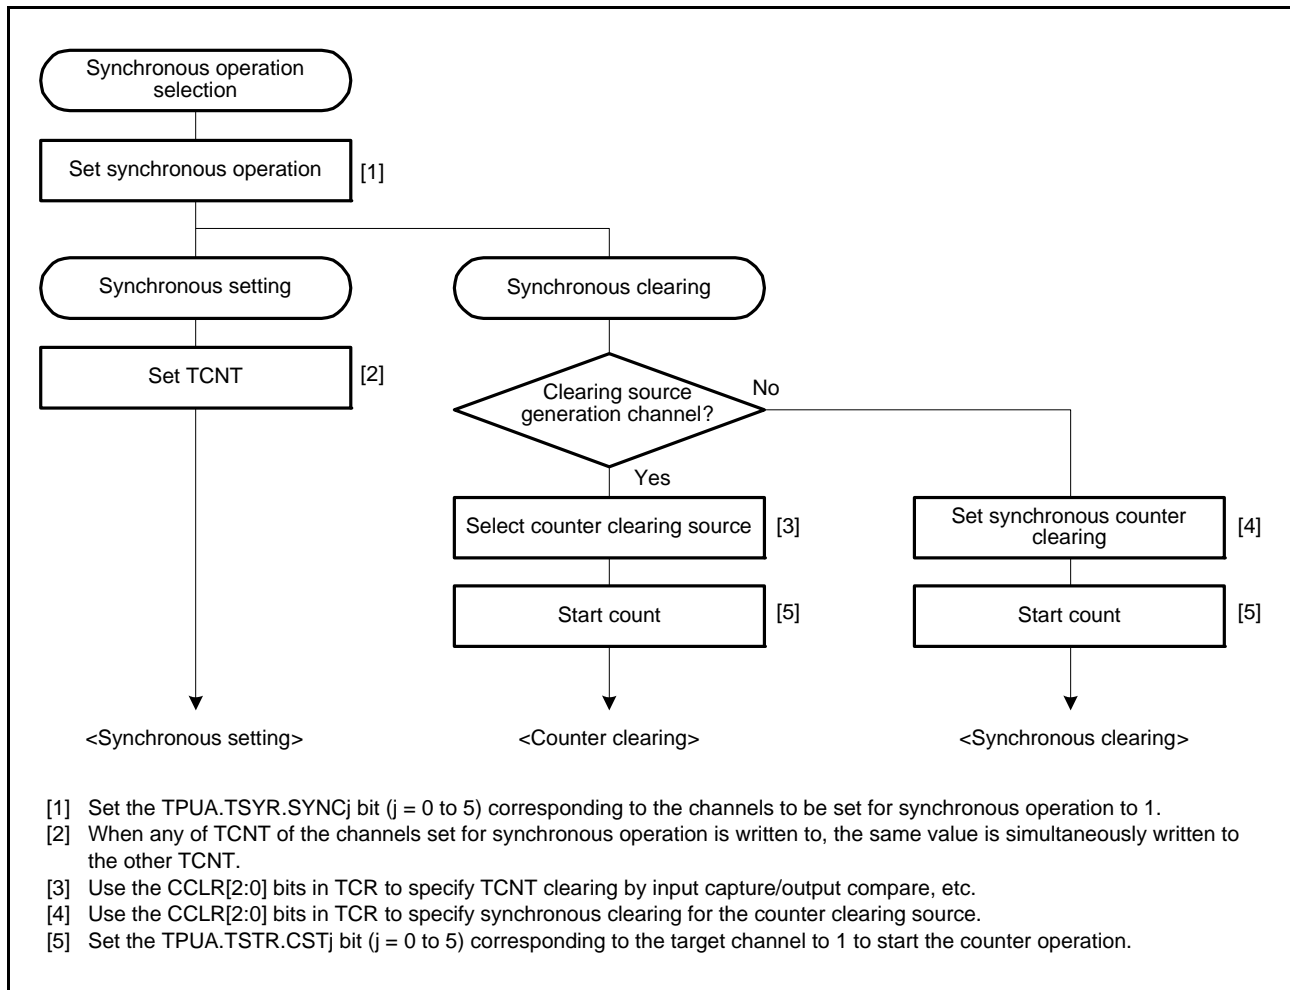 Synchronous operation
selection
Set synchronous operation
[1]
Synchronous setting
Synchronous clearing
Set TCNT
[2]
Clearing source
generation channel?
No
Yes
Select counter clearing source
[3]
Set synchronous counter
clearing
[4]
Start count
[5]
Start count
[5]
<Synchronous setting>
<Counter clearing>
<Synchronous clearing>
[1] Set the TPUA.TSYR.SYNCj bit (j = 0 to 5) corresponding to the channels to be set for synchronous operation to 1.
[2] When any of TCNT of the channels set for synchronous operation is written to, the same value is simultaneously written to
the other TCNT.
[3] Use the CCLR[2:0] bits in TCR to specify TCNT clearing by input capture/output compare, etc.
[4] Use the CCLR[2:0] bits in TCR to specify synchronous clearing for the counter clearing source.
[5] Set the TPUA.TSTR.CSTj bit (j = 0 to 5) corresponding to the target channel to 1 to start the counter operation.